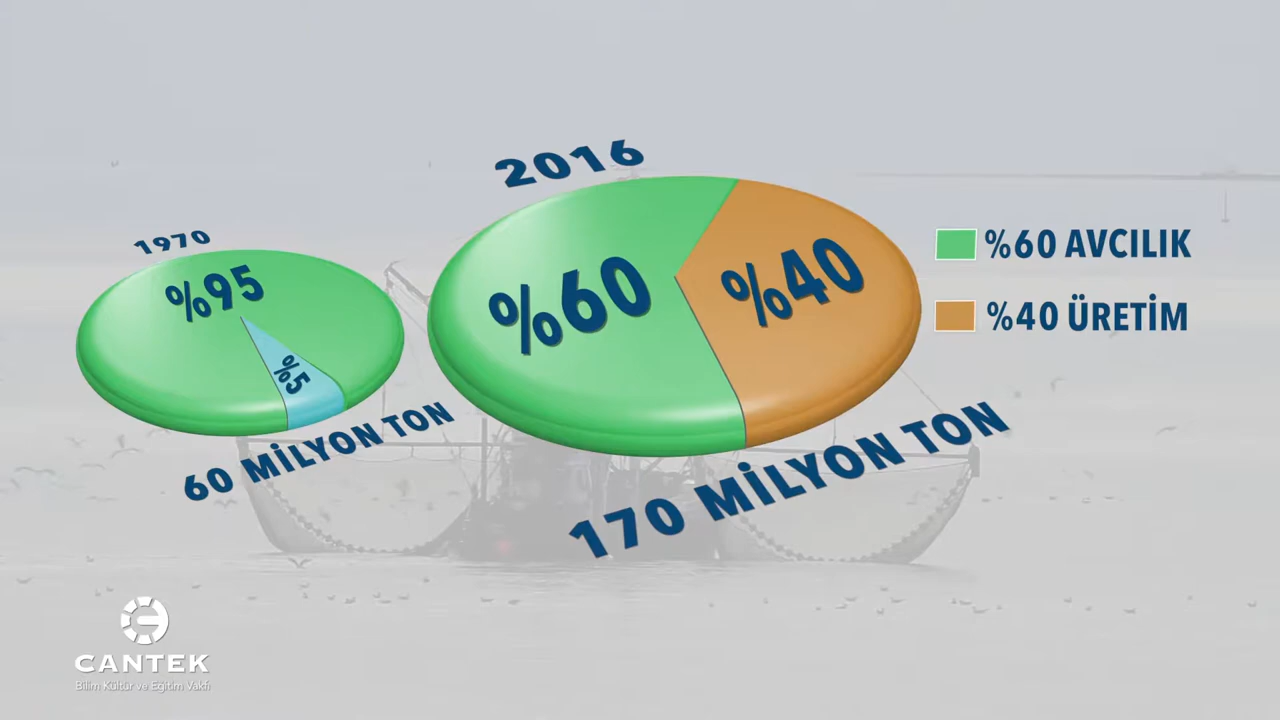 1970
%95
%5
60 MİLYON TON
2016
%60
%40
170 MİLYON TON
%60 AVCILIK
%40 ÜRETİM
CANTEK
Bilim Kültür ve Eğitim Vakfı